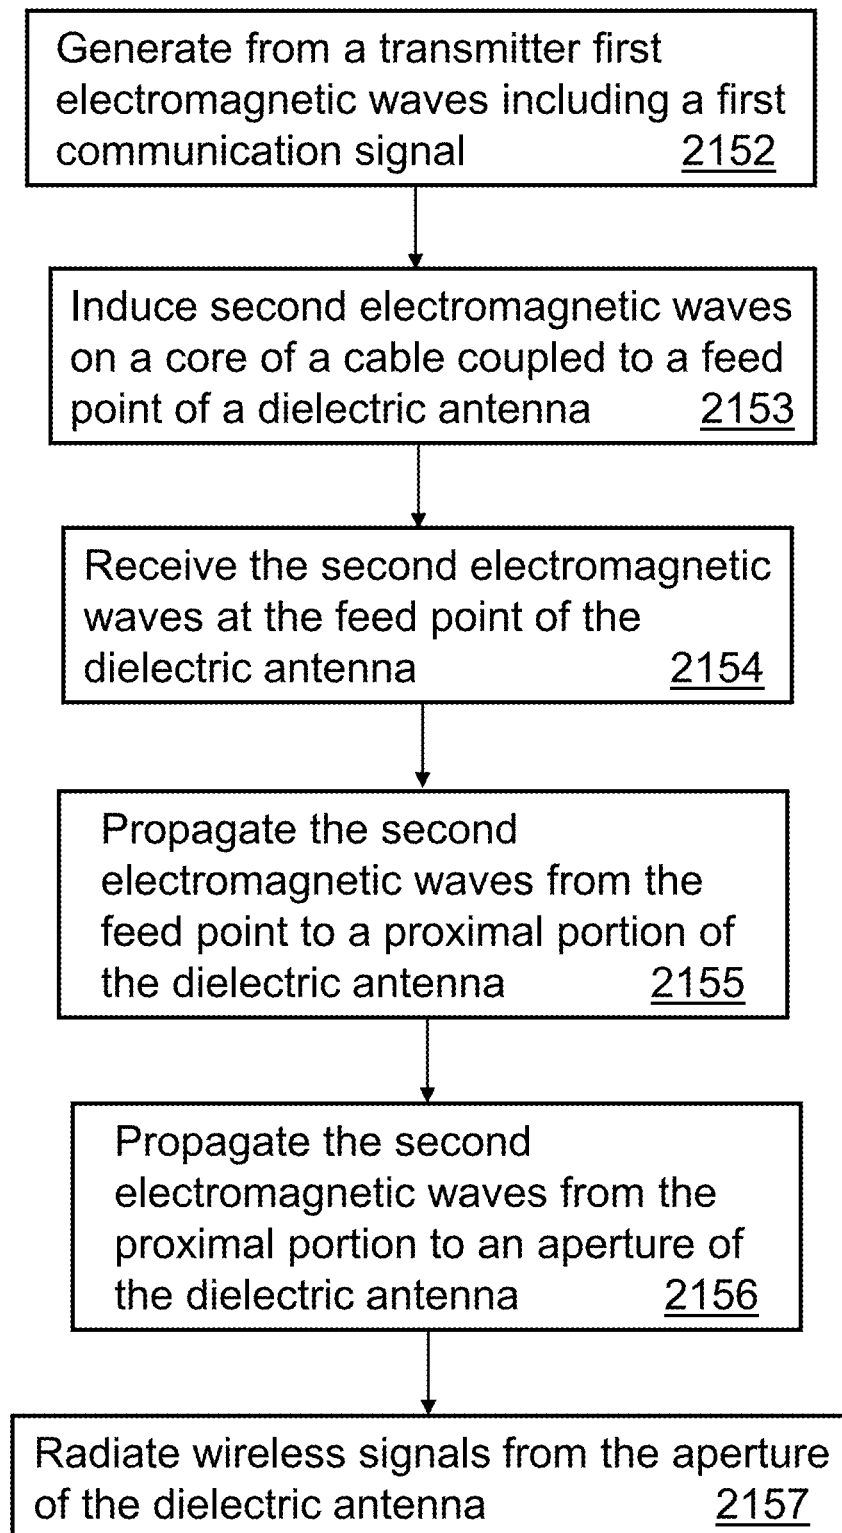 Generate from a transmitter first
electromagnetic waves including a first
communication signal 2152
Induce second electromagnetic waves
on a core of a cable coupled to a feed
point of a dielectric antenna 2153
Receive the second electromagnetic
waves at the feed point of the
dielectric antenna 2154
Propagate the second
electromagnetic waves from the
feed point to a proximal portion of
the dielectric antenna 2155
Propagate the second
electromagnetic waves from the
proximal portion to an aperture of
the dielectric antenna 2156
Radiate wireless signals from the aperture
of the dielectric antenna 2157